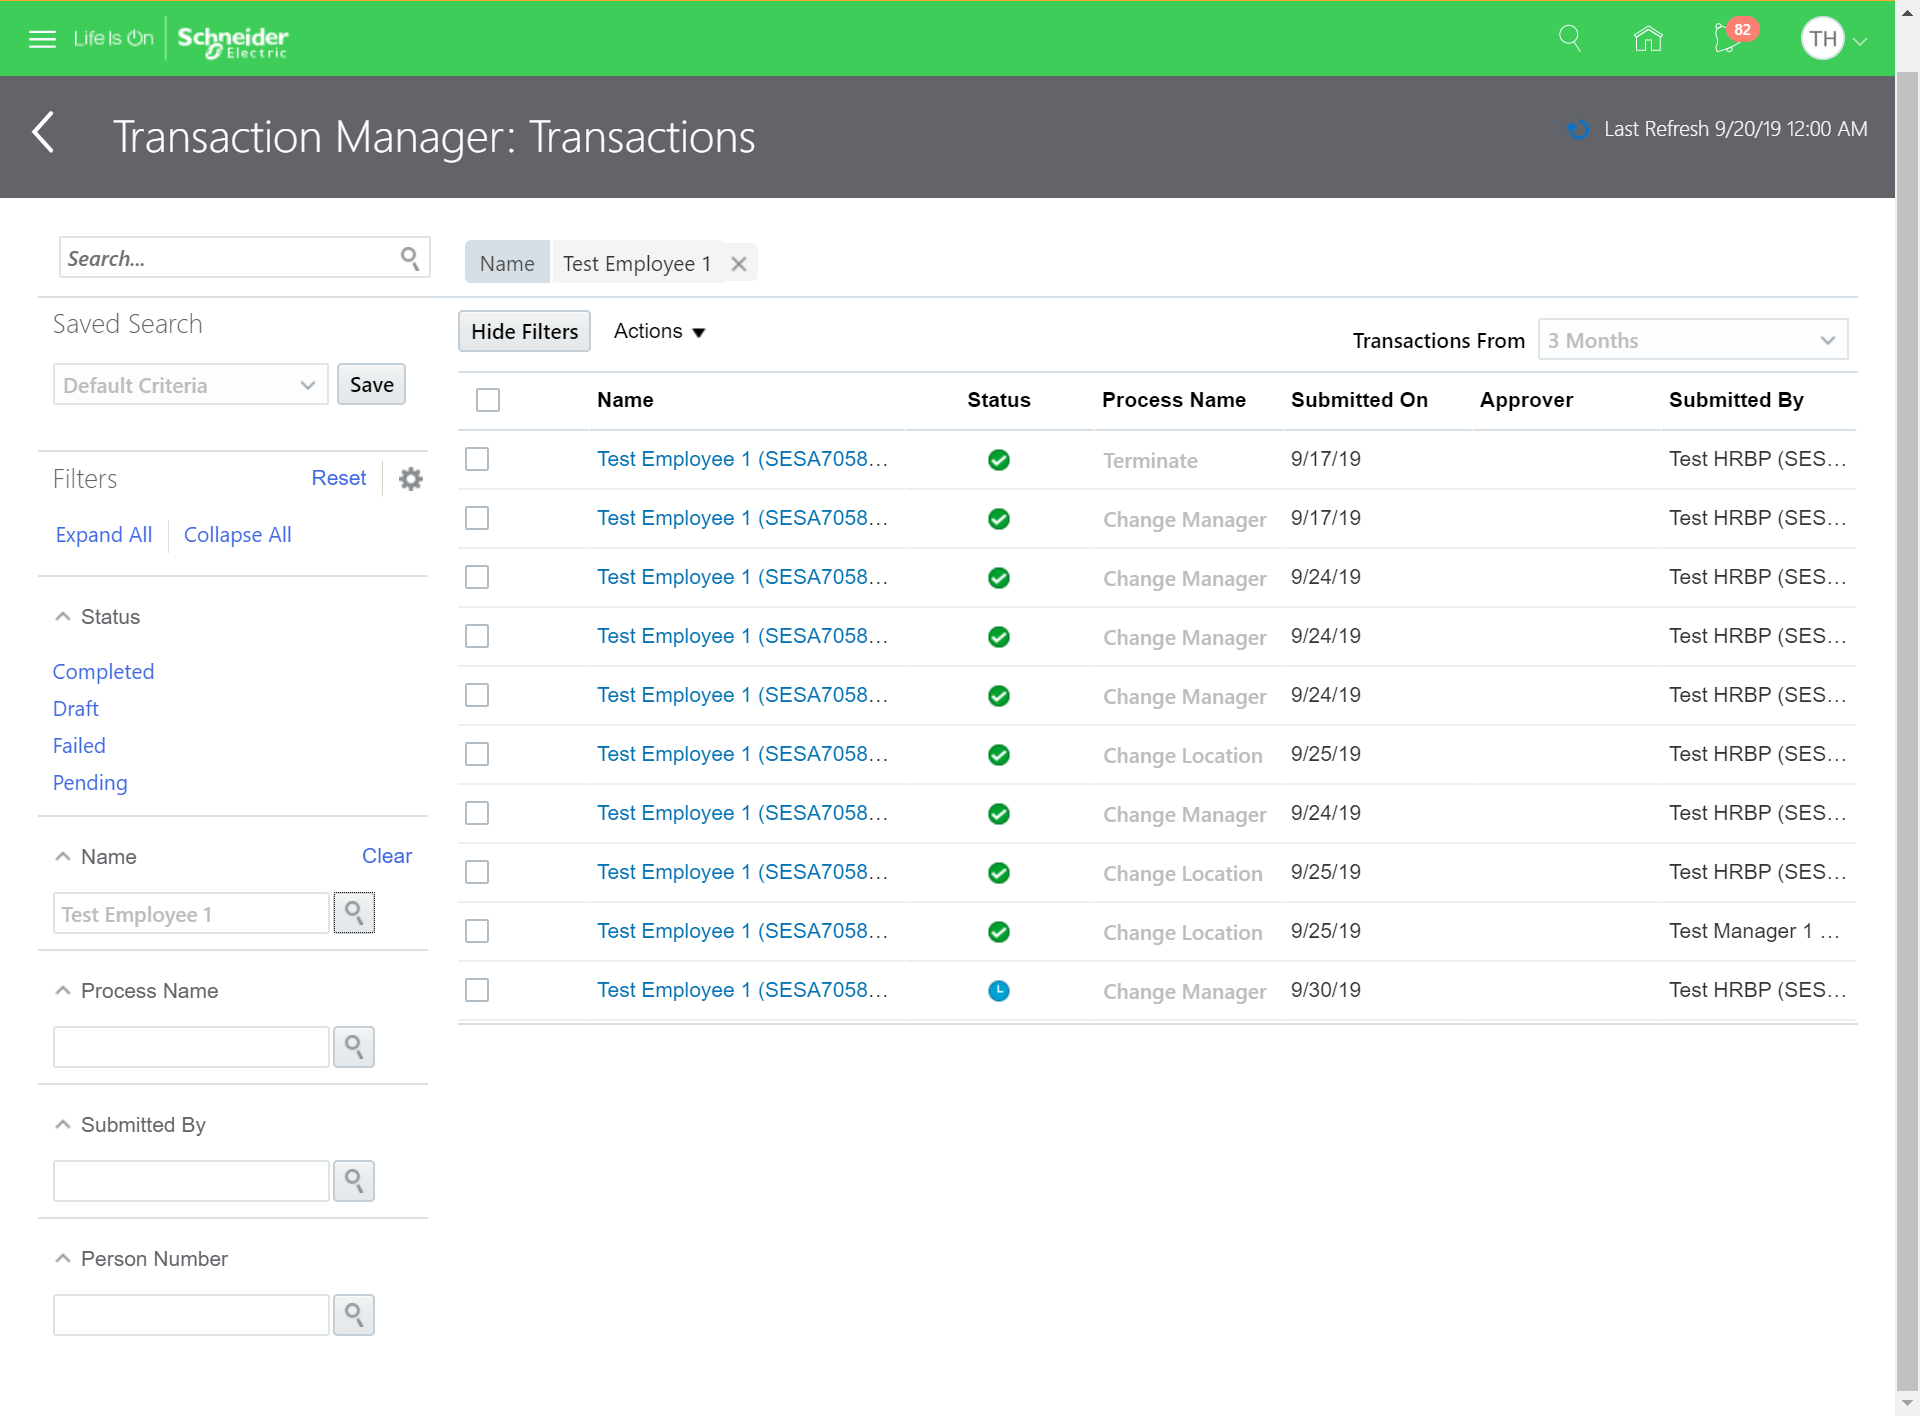 Life Is On
Schneider
Electric
82
TH
Transaction Manager: Transactions
Last Refresh 9/20/19 12:00 AM
Search...
Name Test Employee 1
Saved Search
Default Criteria
Save
Hide Filters
Actions
Transactions From 3 Months
Filters
Reset
Expand All
Collapse All
Status
Completed
Draft
Failed
Pending
Name
Clear
Test Employee 1
Process Name
Submitted By
Person Number
Name Status Process Name Submitted On Approver Submitted By
Test Employee 1 (SESA7058... Terminate 9/17/19 Test HRBP (SES...
Test Employee 1 (SESA7058... Change Manager 9/17/19 Test HRBP (SES...
Test Employee 1 (SESA7058... Change Manager 9/24/19 Test HRBP (SES...
Test Employee 1 (SESA7058... Change Manager 9/24/19 Test HRBP (SES...
Test Employee 1 (SESA7058... Change Manager 9/24/19 Test HRBP (SES...
Test Employee 1 (SESA7058... Change Location 9/25/19 Test HRBP (SES...
Test Employee 1 (SESA7058... Change Manager 9/24/19 Test HRBP (SES...
Test Employee 1 (SESA7058... Change Location 9/25/19 Test HRBP (SES...
Test Employee 1 (SESA7058... Change Location 9/25/19 Test Manager 1 ...
Test Employee 1 (SESA7058... Change Manager 9/30/19 Test HRBP (SES...